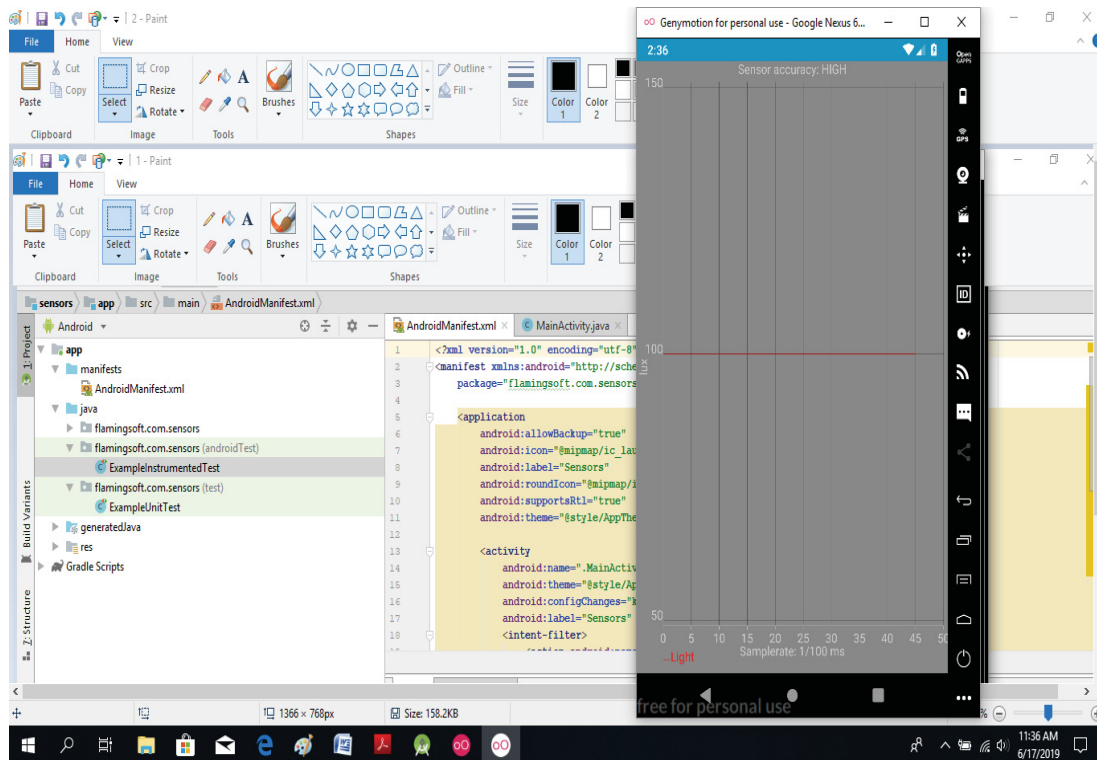 2 - Paint
File Home View
Paste
Cut
Copy
Select
Crop
Resize
Rotate
Brushes
Outline
Fill
Size
Color 1
Color 2
Clipboard Image Tools Shapes
1 - Paint
File Home View
Paste
Cut
Copy
Select
Crop
Resize
Rotate
Brushes
Outline
Fill
Size
Color 1
Color 2
Clipboard Image Tools Shapes
sensors app src main AndroidManifest.xml
1: Project
Build Variants
Z: Structure
Android
app
manifests
AndroidManifest.xml
java
flamingsoft.com.sensors
flamingsoft.com.sensors (androidTest)
ExampleInstrumentedTest
flamingsoft.com.sensors (test)
ExampleUnitTest
generatedJava
res
Gradle Scripts
AndroidManifest.xml MainActivity.java
1 <?xml version="1.0" encoding="utf-8"
2 <manifest xmlns:android="http://sche
3 package="flamingsoft.com.sensors
4
5 <application
6 android:allowBackup="true"
7 android:icon="@mipmap/ic_lau
8 android:label="Sensors"
9 android:roundIcon="@mipmap/i
10 android:supportsRtl="true"
11 android:theme="@style/AppThe
12
13 <activity
14 android:name=".MainActiv
15 android:theme="@style/Ap
16 android:configChanges="k
17 android:label="Sensors"
18 <intent-filter>
Genymotion for personal use - Google Nexus 6...
2:36
Sensor accuracy: HIGH
150
100
lux
50
0 5 10 15 20 25 30 35 40 45 50
Samplerate: 1/100 ms
...Light
free for personal use
Open GAPPS
GPS
ID
1366 × 768px
Size: 158.2KB
%
11:36 AM
6/17/2019